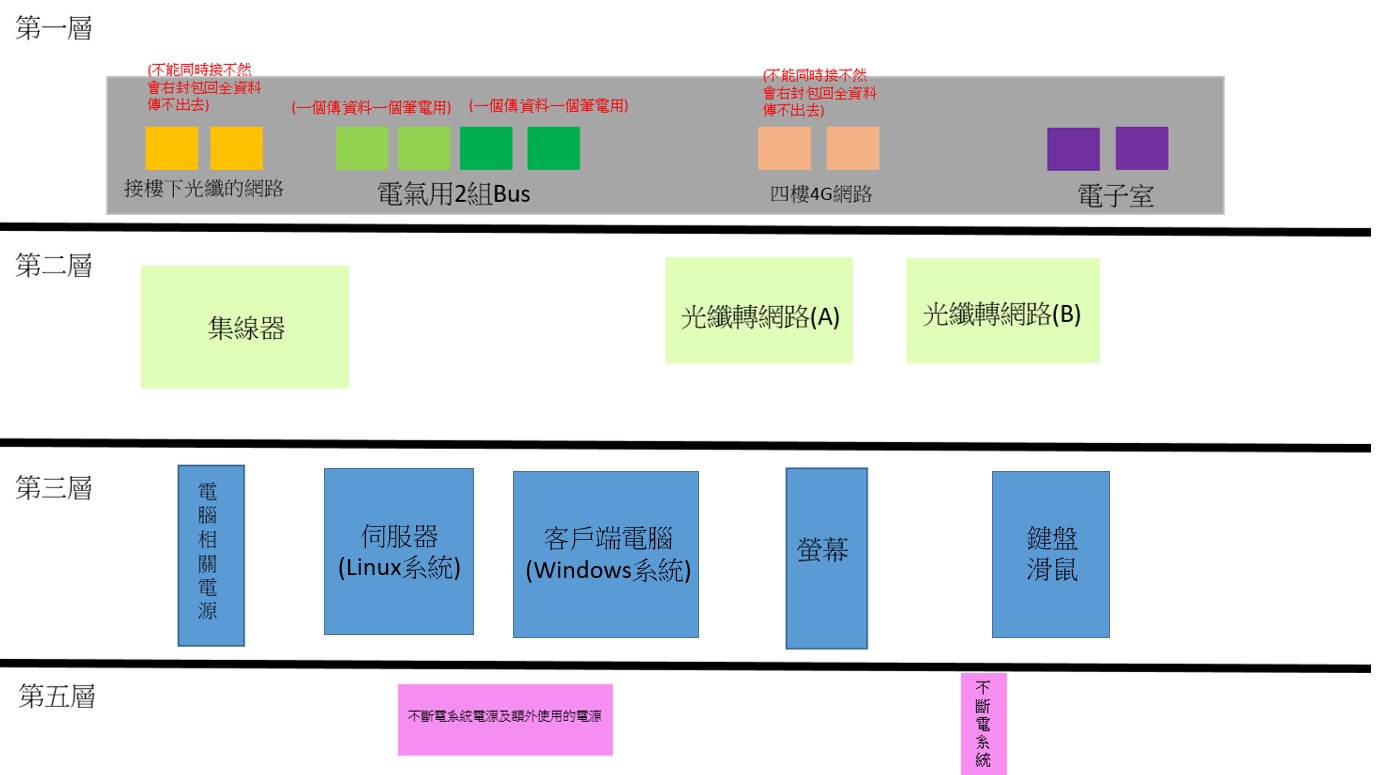 第一層
(不能同時接不然
會右封包回全資料
傳不出去)
(一個傳資料一個筆電用)
(一個傳資料一個筆電用)
(不能同時接不然
會右封包回全資料
傳不出去)
接樓下光纖的網路
電氣用2組Bus
四樓4G網路
電子室
第二層
集線器
光纖轉網路(A)
光纖轉網路(B)
第三層
電
腦
相
關
電
源
伺服器
(Linux系統)
客戶端電腦
(Windows系統)
螢幕
鍵盤
滑鼠
第五層
不斷電系統電源及額外使用的電源
不
斷
電
系
統